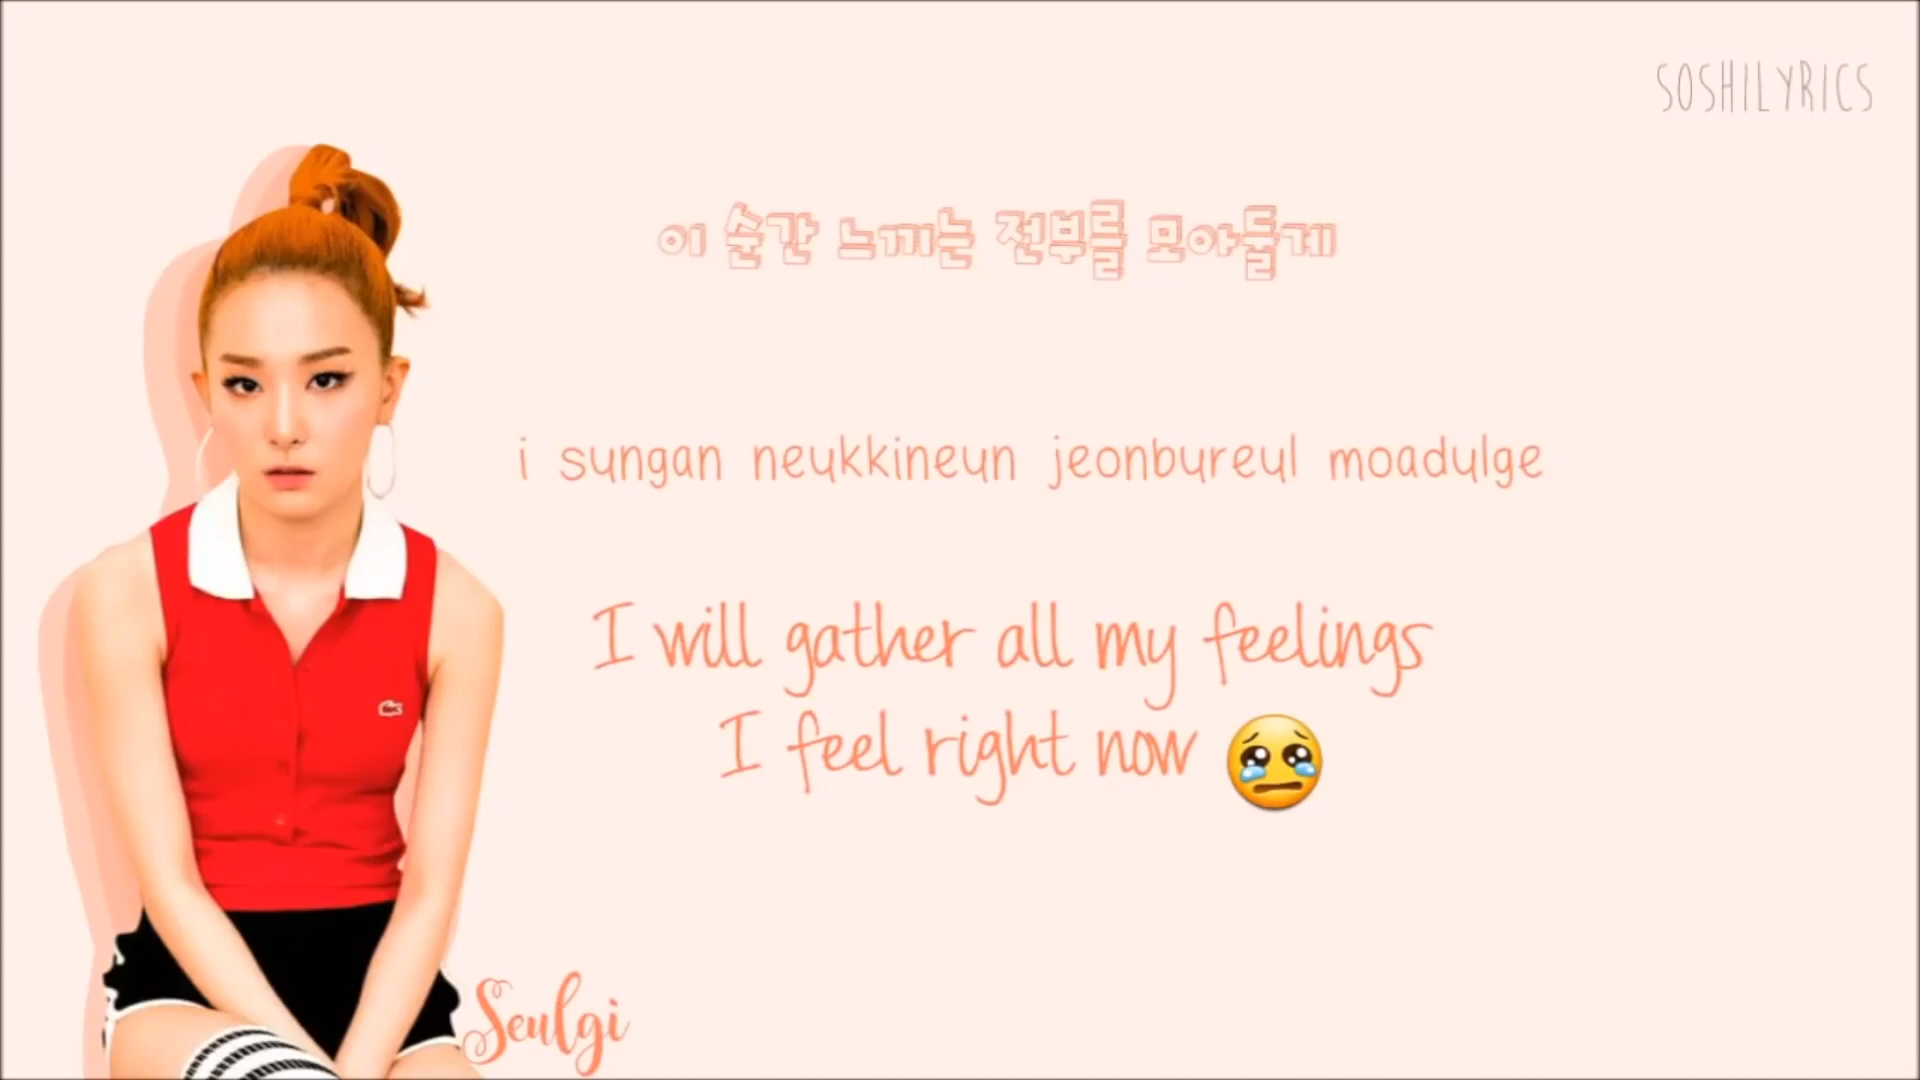 SOSHILYRICS
이 순간 느끼는 전부를 모아둘게
i sungan neukkineun jeonbureul moadulge
I will gather all my feelings
I feel right now 😢
Seulgi